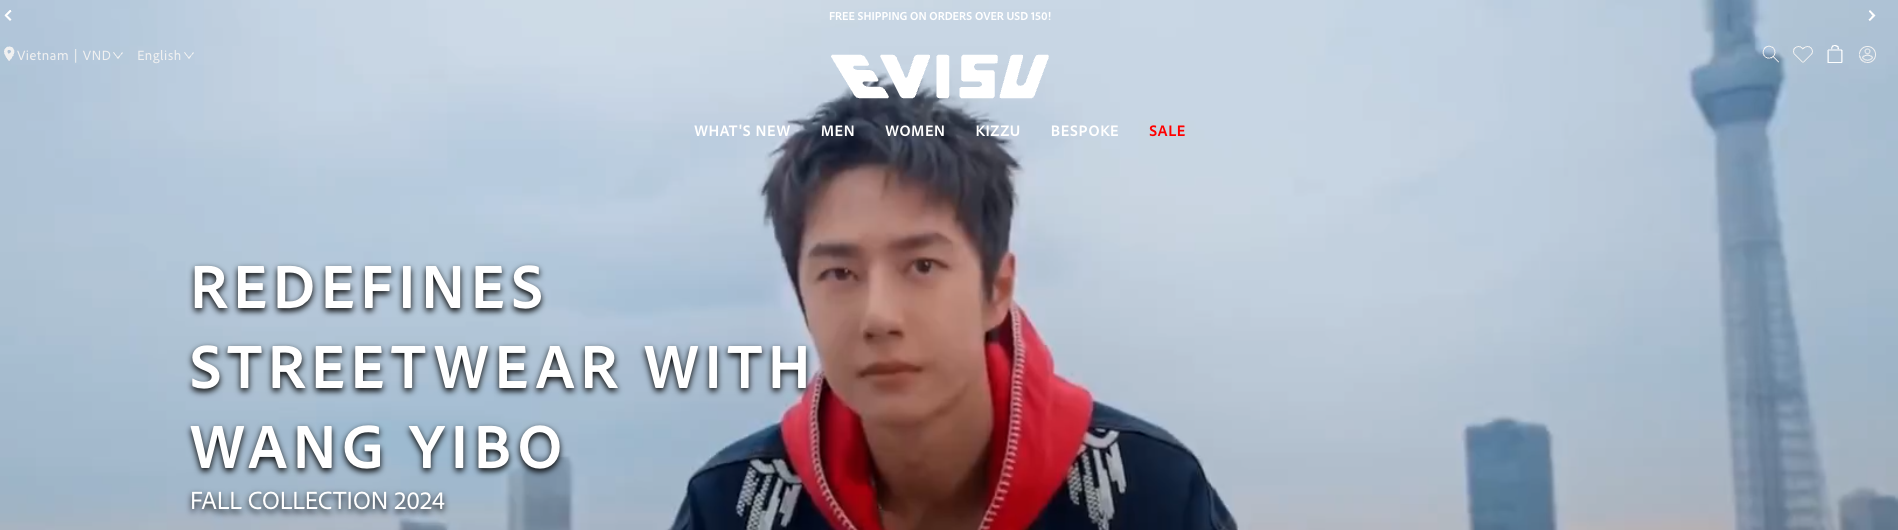 FREE SHIPPING ON ORDERS OVER USD 150!
Vietnam | VND English
EVISU
WHAT'S NEW MEN WOMEN KIZZU BESPOKE SALE
REDEFINES
STREETWEAR WITH
WANG YIBO
FALL COLLECTION 2024